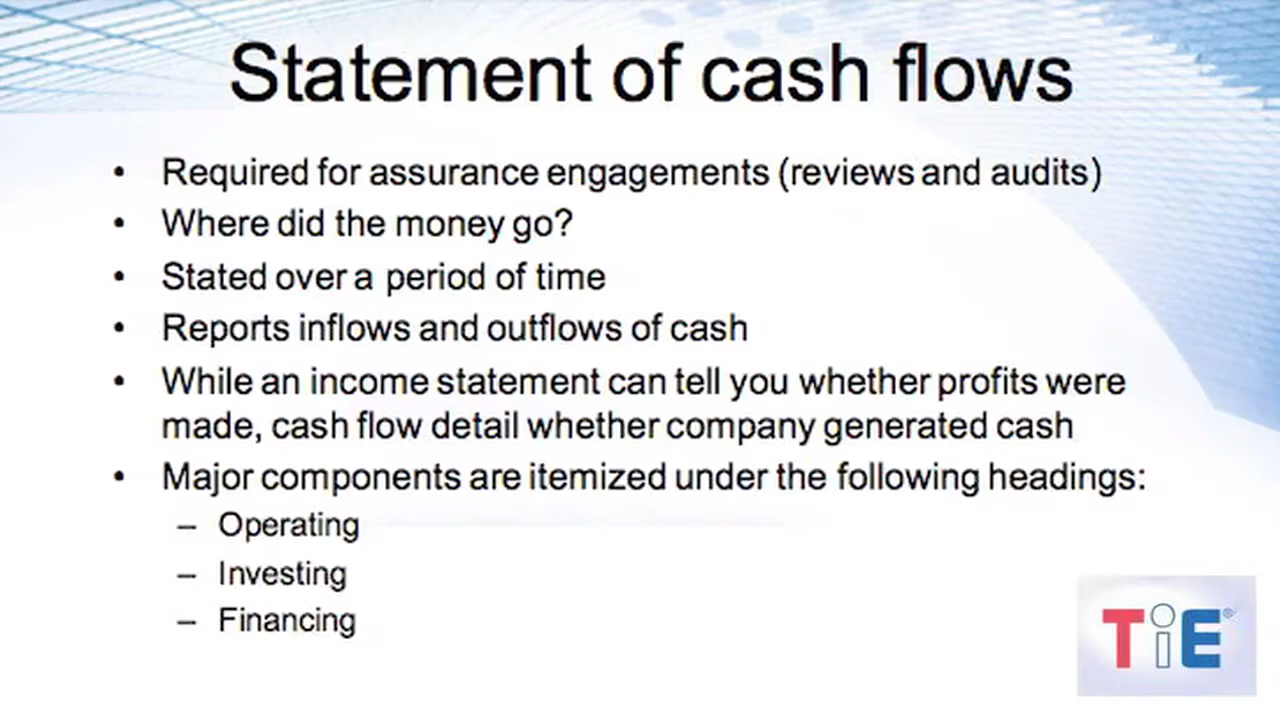 Statement of cash flows
• Required for assurance engagements (reviews and audits)
• Where did the money go?
• Stated over a period of time
• Reports inflows and outflows of cash
• While an income statement can tell you whether profits were
made, cash flow detail whether company generated cash
• Major components are itemized under the following headings:
– Operating
– Investing
– Financing
TiE®